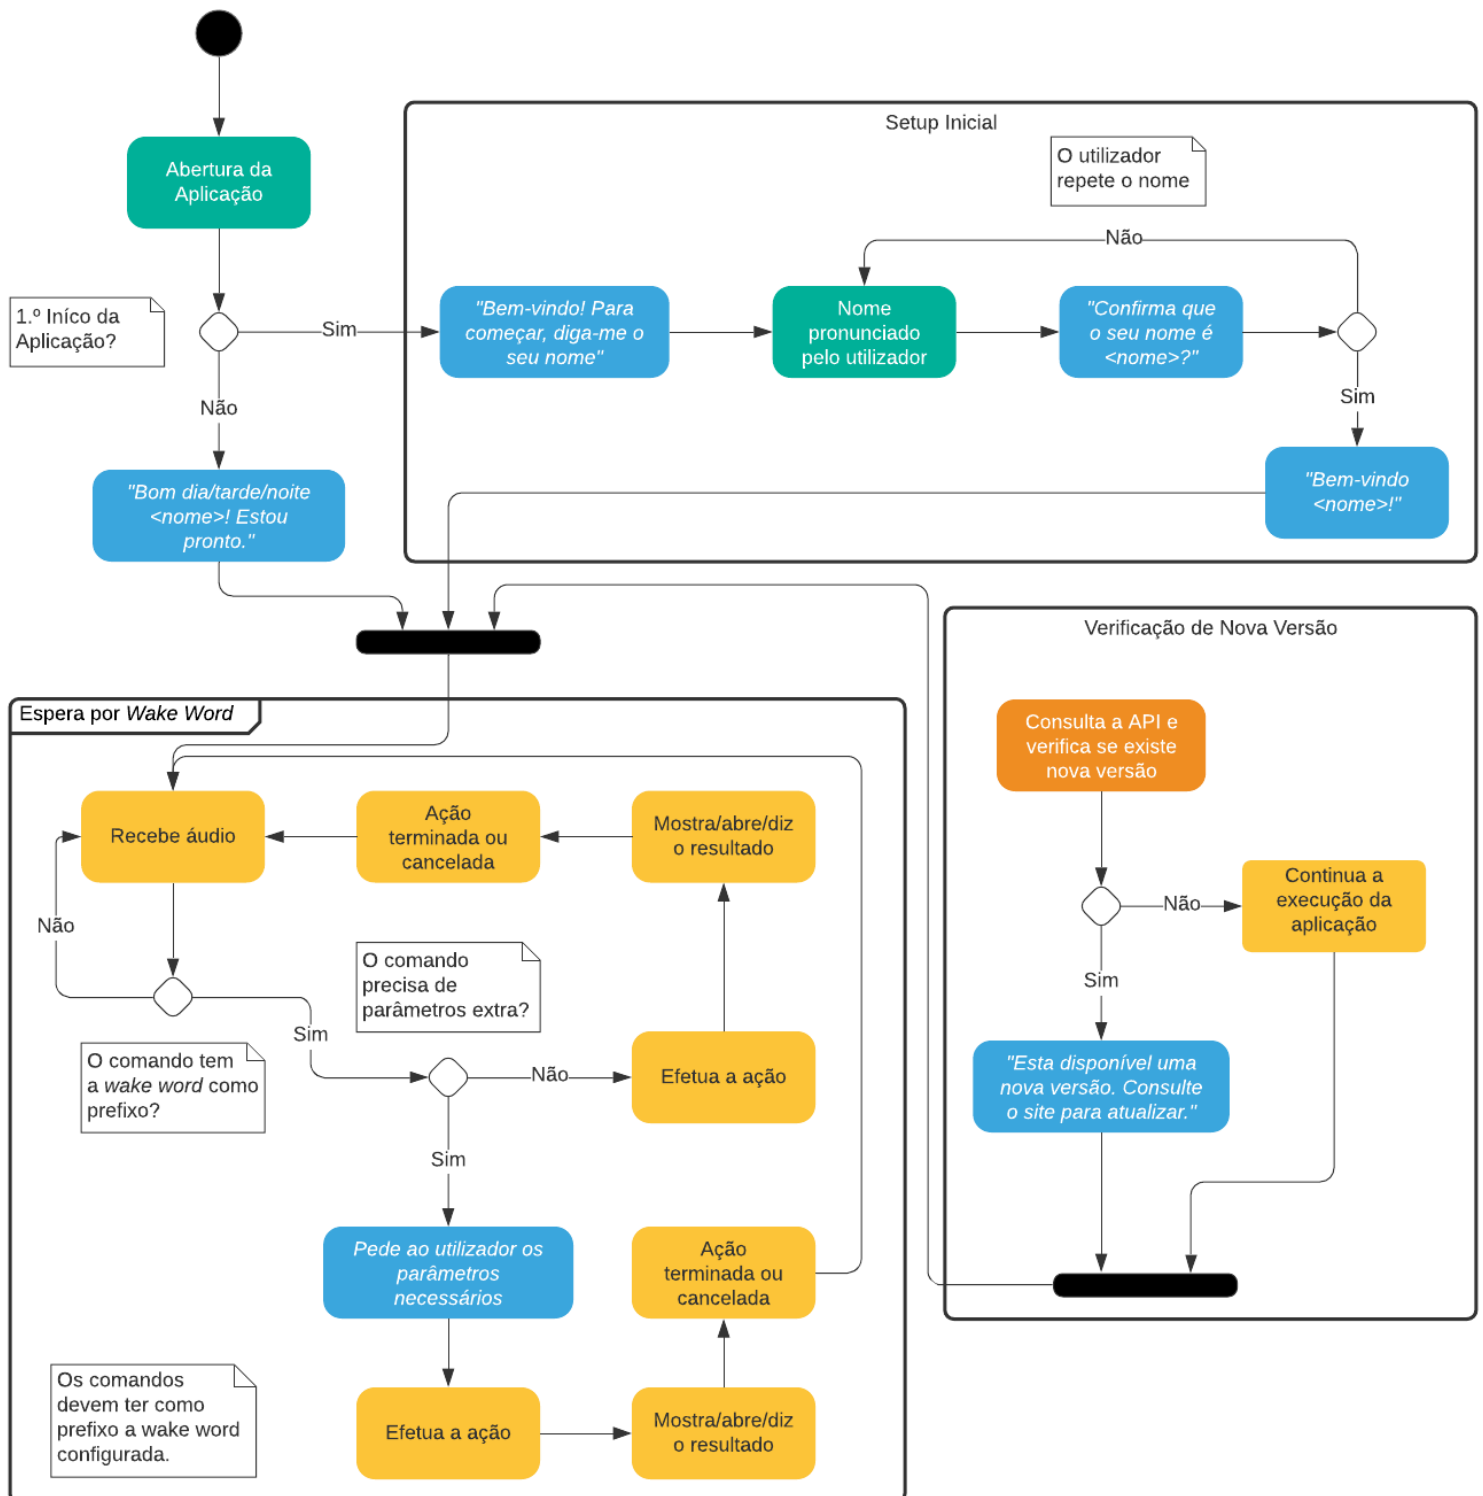 Abertura da
Aplicação
1.º Iníco da
Aplicação?
Sim
Não
"Bom dia/tarde/noite
<nome>! Estou
pronto."
Setup Inicial
O utilizador
repete o nome
Não
"Bem-vindo! Para
começar, diga-me o
seu nome"
Nome
pronunciado
pelo utilizador
"Confirma que
o seu nome é
<nome>?"
Sim
"Bem-vindo
<nome>!"
Verificação de Nova Versão
Consulta a API e
verifica se existe
nova versão
Não
Continua a
execução da
aplicação
Sim
"Esta disponível uma
nova versão. Consulte
o site para atualizar."
Espera por Wake Word
Recebe áudio
Ação
terminada ou
cancelada
Mostra/abre/diz
o resultado
Não
O comando
precisa de
parâmetros extra?
Sim
O comando tem
a wake word como
prefixo?
Não
Efetua a ação
Sim
Pede ao utilizador os
parâmetros
necessários
Ação
terminada ou
cancelada
Os comandos
devem ter como
prefixo a wake word
configurada.
Efetua a ação
Mostra/abre/diz
o resultado